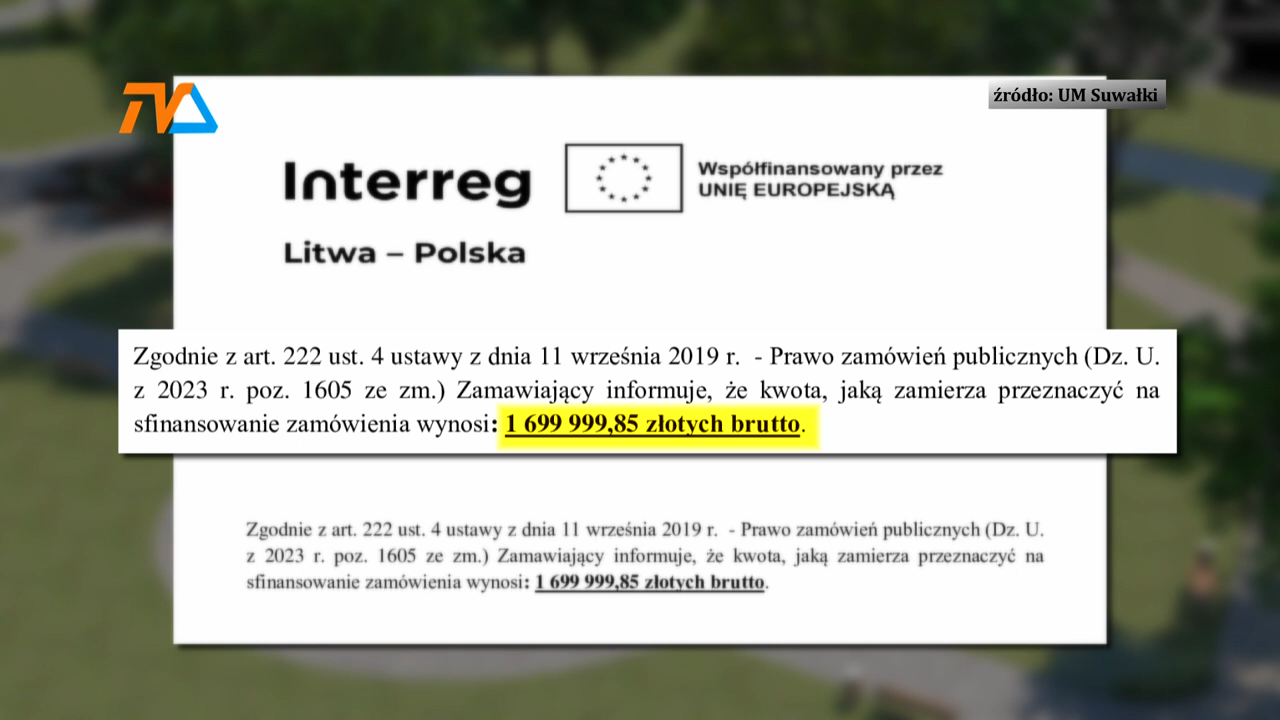 TVA
źródło: UM Suwałki
Interreg
Współfinansowany przez
UNIĘ EUROPEJSKĄ
Litwa – Polska
Zgodnie z art. 222 ust. 4 ustawy z dnia 11 września 2019 r. - Prawo zamówień publicznych (Dz. U.
z 2023 r. poz. 1605 ze zm.) Zamawiający informuje, że kwota, jaką zamierza przeznaczyć na
sfinansowanie zamówienia wynosi: 1 699 999,85 złotych brutto.
Zgodnie z art. 222 ust. 4 ustawy z dnia 11 września 2019 r. - Prawo zamówień publicznych (Dz. U.
z 2023 r. poz. 1605 ze zm.) Zamawiający informuje, że kwota, jaką zamierza przeznaczyć na
sfinansowanie zamówienia wynosi: 1 699 999,85 złotych brutto.